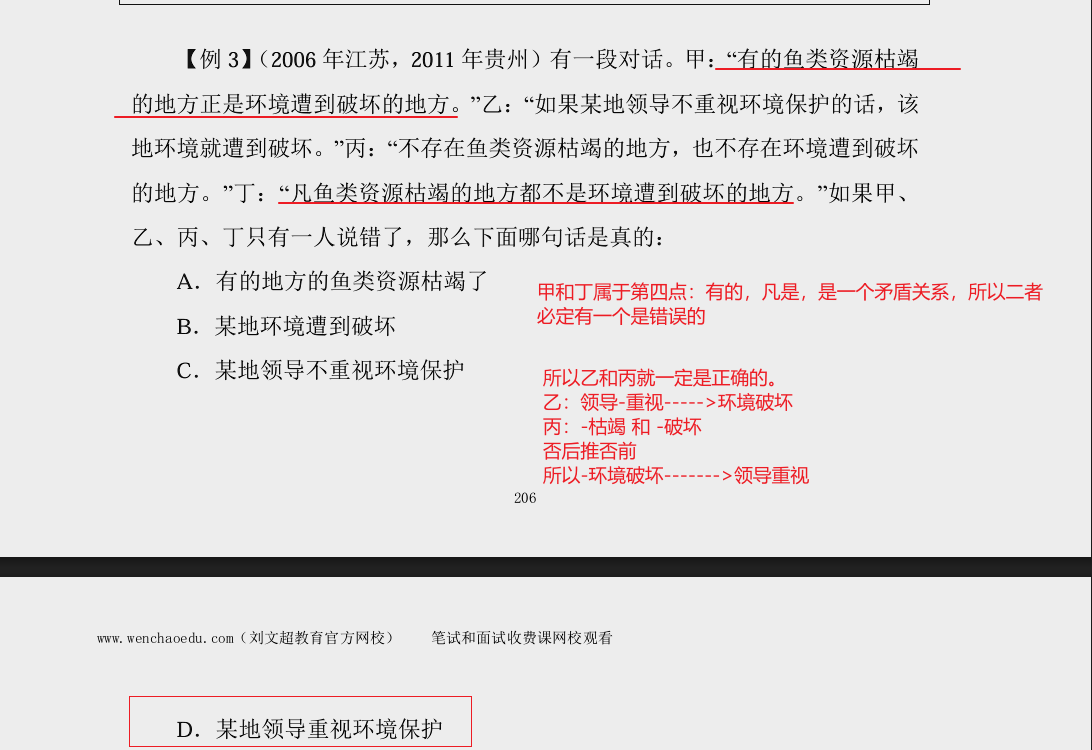 【例 3】（2006 年江苏，2011 年贵州）有一段对话。甲：“有的鱼类资源枯竭
的地方正是环境遭到破坏的地方。”乙：“如果某地领导不重视环境保护的话，该
地环境就遭到破坏。”丙：“不存在鱼类资源枯竭的地方，也不存在环境遭到破坏
的地方。”丁：“凡鱼类资源枯竭的地方都不是环境遭到破坏的地方。”如果甲、
乙、丙、丁只有一人说错了，那么下面哪句话是真的：
A．有的地方的鱼类资源枯竭了
B．某地环境遭到破坏
C．某地领导不重视环境保护
甲和丁属于第四点：有的，凡是，是一个矛盾关系，所以二者
必定有一个是错误的
所以乙和丙就一定是正确的。
乙：领导-重视----->环境破坏
丙：-枯竭 和 -破坏
否后推否前
所以-环境破坏------->领导重视
206
www.wenchaoedu.com（刘文超教育官方网校） 笔试和面试收费课网校观看
D．某地领导重视环境保护